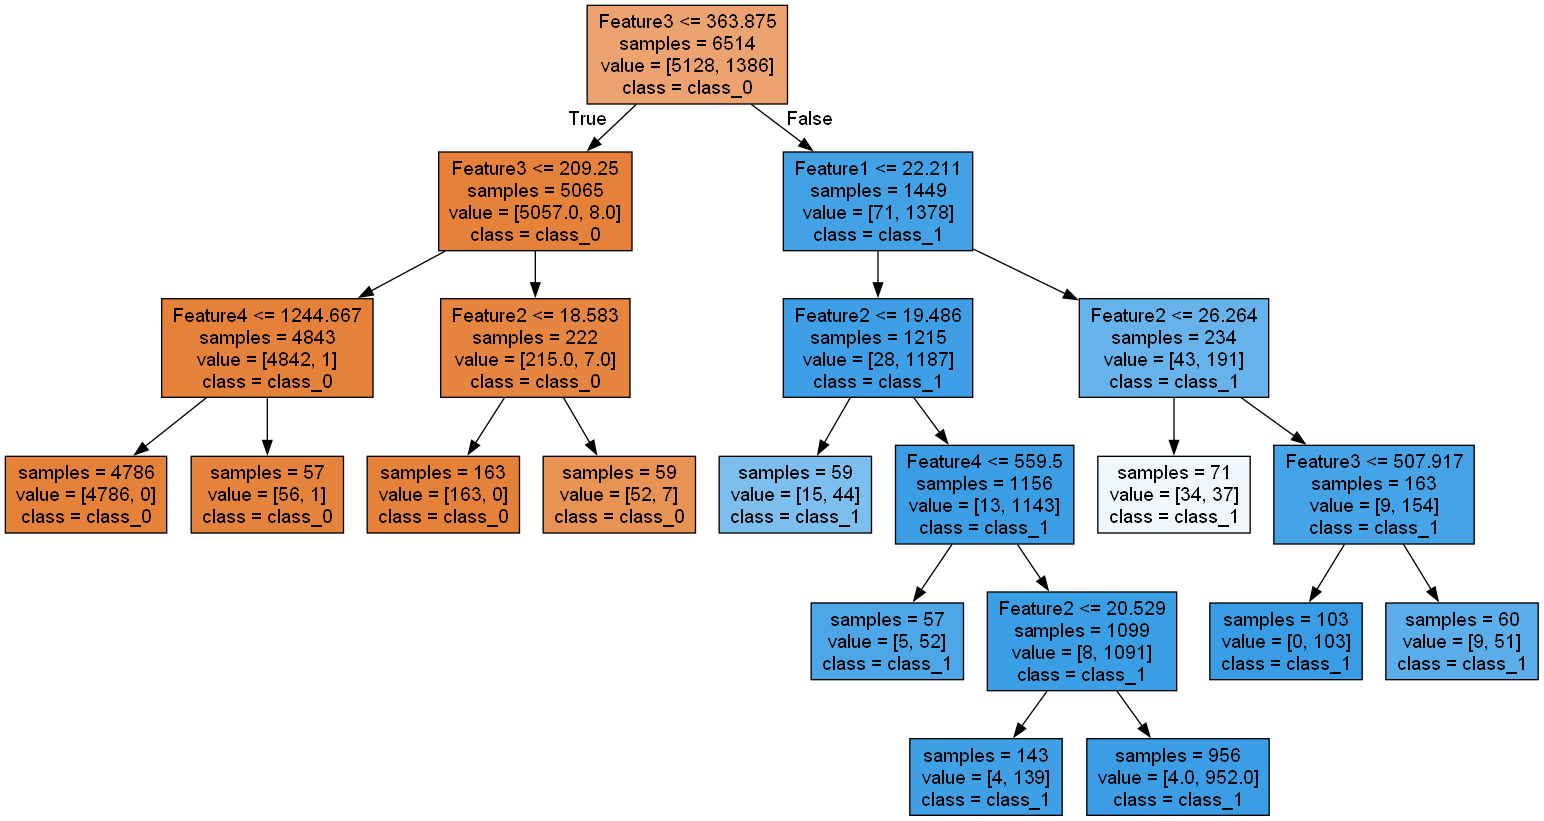 Feature3 <= 363.875
samples = 6514
value = [5128, 1386]
class = class_0
True
False
Feature3 <= 209.25
samples = 5065
value = [5057.0, 8.0]
class = class_0
Feature1 <= 22.211
samples = 1449
value = [71, 1378]
class = class_1
Feature4 <= 1244.667
samples = 4843
value = [4842, 1]
class = class_0
Feature2 <= 18.583
samples = 222
value = [215.0, 7.0]
class = class_0
Feature2 <= 19.486
samples = 1215
value = [28, 1187]
class = class_1
Feature2 <= 26.264
samples = 234
value = [43, 191]
class = class_1
samples = 4786
value = [4786, 0]
class = class_0
samples = 57
value = [56, 1]
class = class_0
samples = 163
value = [163, 0]
class = class_0
samples = 59
value = [52, 7]
class = class_0
samples = 59
value = [15, 44]
class = class_1
Feature4 <= 559.5
samples = 1156
value = [13, 1143]
class = class_1
samples = 71
value = [34, 37]
class = class_1
Feature3 <= 507.917
samples = 163
value = [9, 154]
class = class_1
samples = 57
value = [5, 52]
class = class_1
Feature2 <= 20.529
samples = 1099
value = [8, 1091]
class = class_1
samples = 103
value = [0, 103]
class = class_1
samples = 60
value = [9, 51]
class = class_1
samples = 143
value = [4, 139]
class = class_1
samples = 956
value = [4.0, 952.0]
class = class_1